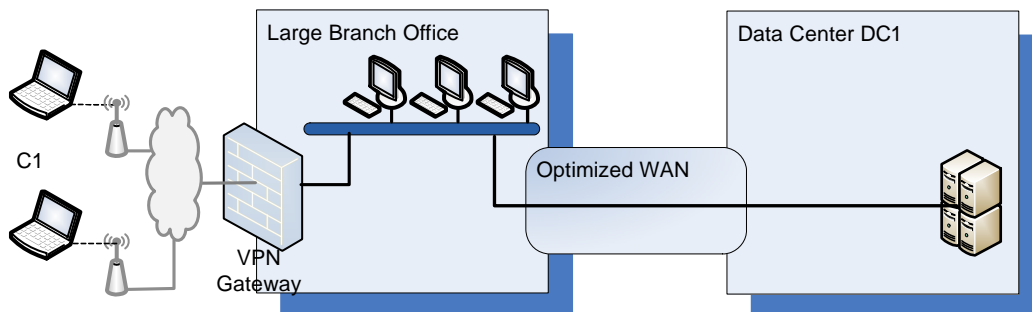 Large Branch Office
Data Center DC1
C1
Optimized WAN
VPN
Gateway